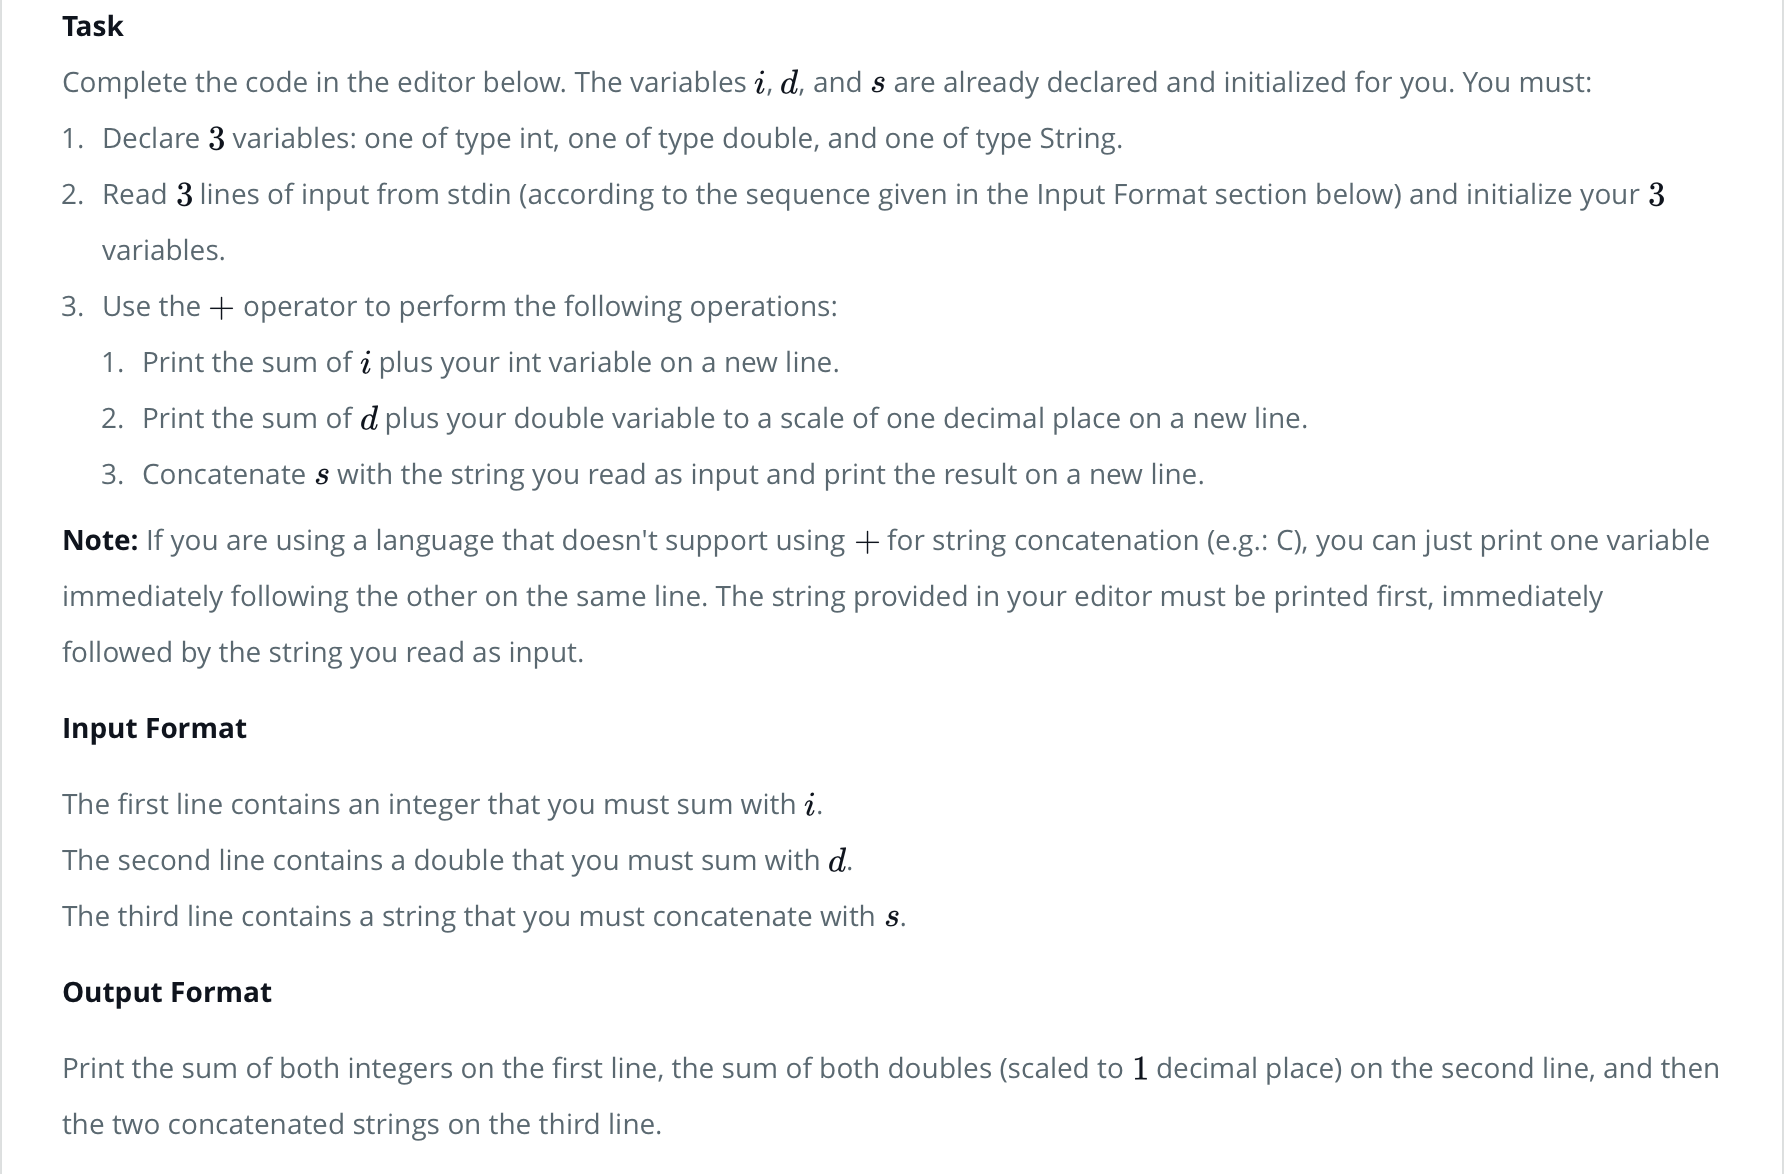 Task
Complete the code in the editor below. The variables i, d, and s are already declared and initialized for you. You must:
1. Declare 3 variables: one of type int, one of type double, and one of type String.
2. Read 3 lines of input from stdin (according to the sequence given in the Input Format section below) and initialize your 3
variables.
3. Use the + operator to perform the following operations:
1. Print the sum of i plus your int variable on a new line.
2. Print the sum of d plus your double variable to a scale of one decimal place on a new line.
3. Concatenate s with the string you read as input and print the result on a new line.
Note: If you are using a language that doesn't support using + for string concatenation (e.g.: C), you can just print one variable
immediately following the other on the same line. The string provided in your editor must be printed first, immediately
followed by the string you read as input.
Input Format
The first line contains an integer that you must sum with i.
The second line contains a double that you must sum with d.
The third line contains a string that you must concatenate with s.
Output Format
Print the sum of both integers on the first line, the sum of both doubles (scaled to 1 decimal place) on the second line, and then
the two concatenated strings on the third line.